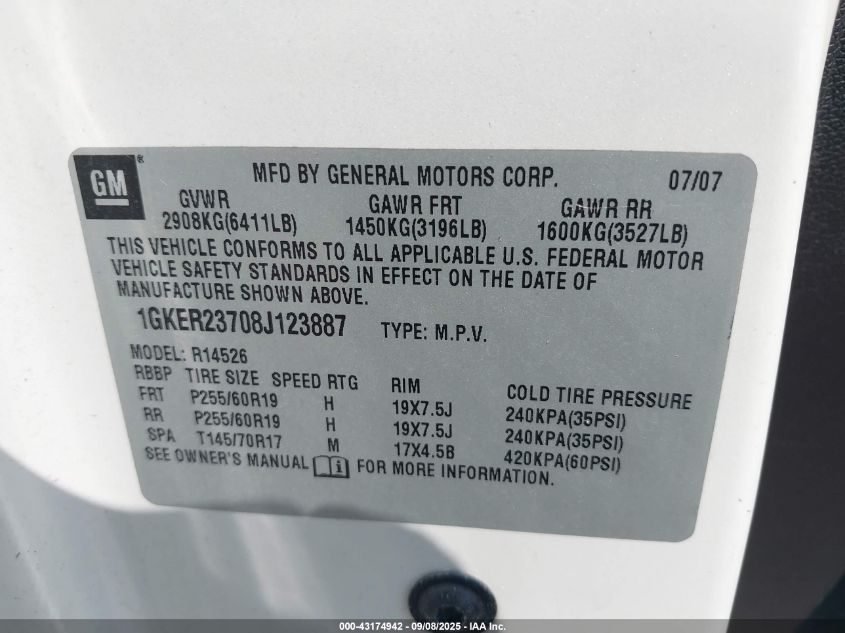 GM®
MFD BY GENERAL MOTORS CORP. 07/07
GVWR GAWR FRT GAWR RR
2908KG(6411LB) 1450KG(3196LB) 1600KG(3527LB)
THIS VEHICLE CONFORMS TO ALL APPLICABLE U.S. FEDERAL MOTOR
VEHICLE SAFETY STANDARDS IN EFFECT ON THE DATE OF
MANUFACTURE SHOWN ABOVE.
1GKER23708J123887 TYPE: M.P.V.
MODEL: R14526
RBBP TIRE SIZE SPEED RTG RIM COLD TIRE PRESSURE
FRT P255/60R19 H 19X7.5J 240KPA(35PSI)
RR P255/60R19 H 19X7.5J 240KPA(35PSI)
SPA T145/70R17 M 17X4.5B 420KPA(60PSI)
SEE OWNER'S MANUAL i FOR MORE INFORMATION.
000-43174942 - 09/08/2025 - IAA Inc.